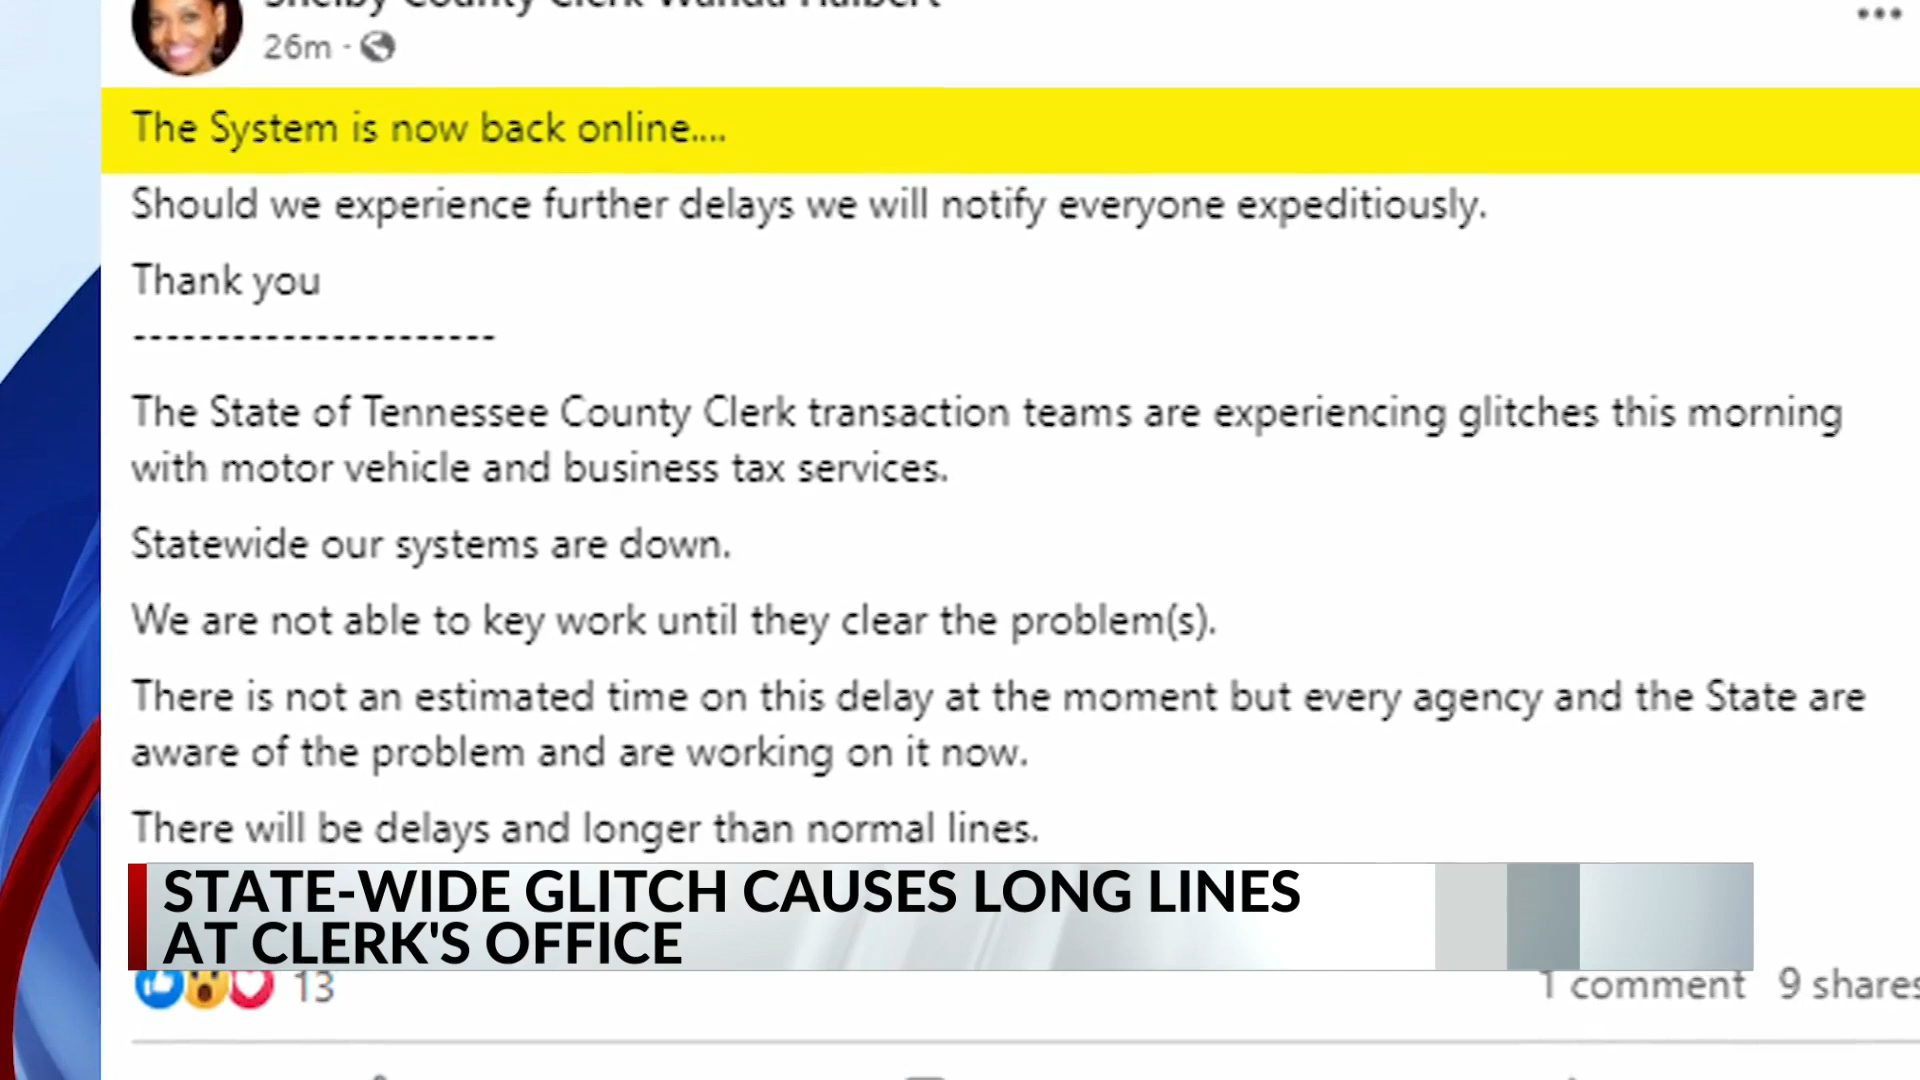 Shelby County Clerk Wanda Halbert
26m ·
The System is now back online....
Should we experience further delays we will notify everyone expeditiously.
Thank you
----------------------
The State of Tennessee County Clerk transaction teams are experiencing glitches this morning
with motor vehicle and business tax services.
Statewide our systems are down.
We are not able to key work until they clear the problem(s).
There is not an estimated time on this delay at the moment but every agency and the State are
aware of the problem and are working on it now.
There will be delays and longer than normal lines.
STATE-WIDE GLITCH CAUSES LONG LINES
AT CLERK'S OFFICE
13
1 comment 9 shares